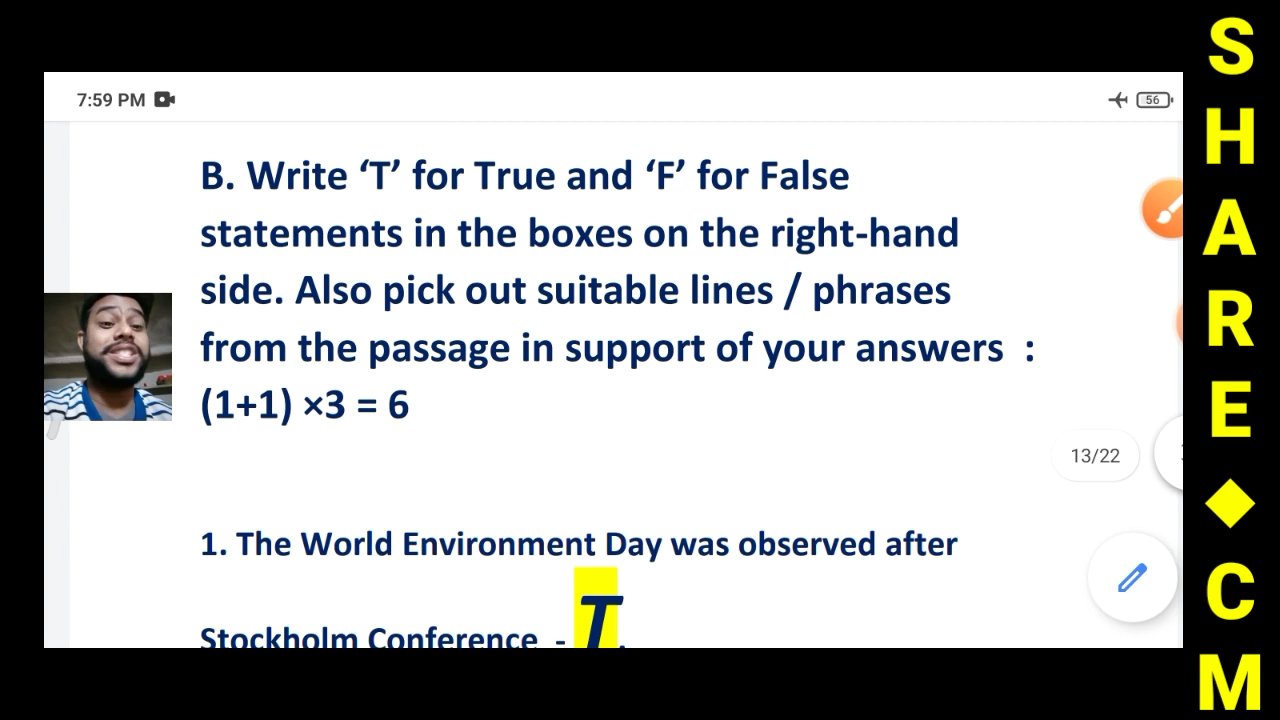 7:59 PM
56
B. Write ‘T’ for True and ‘F’ for False
statements in the boxes on the right-hand
side. Also pick out suitable lines / phrases
from the passage in support of your answers :
(1+1) ×3 = 6
13/22
1. The World Environment Day was observed after
Stockholm Conference - T.
SHARE◆CM